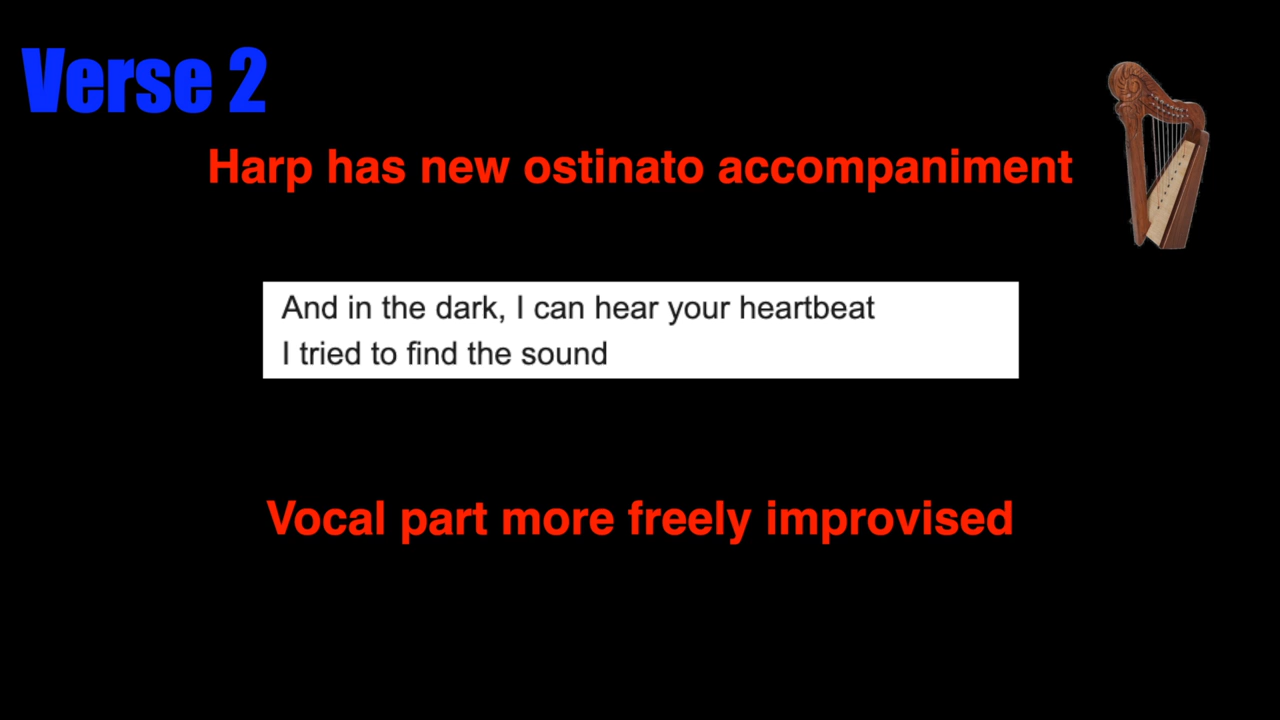 Verse 2
Harp has new ostinato accompaniment
And in the dark, I can hear your heartbeat
I tried to find the sound
Vocal part more freely improvised